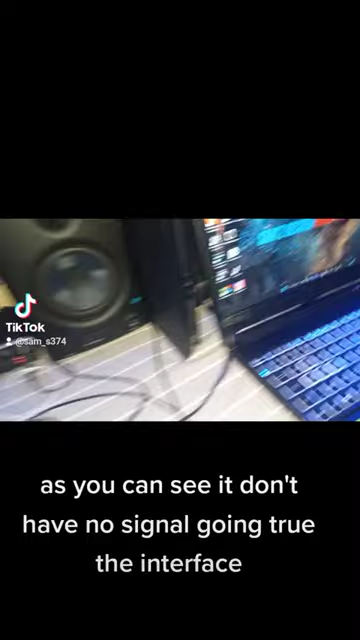 TikTok
@sam_s374
as you can see it don't
have no signal going true
the interface